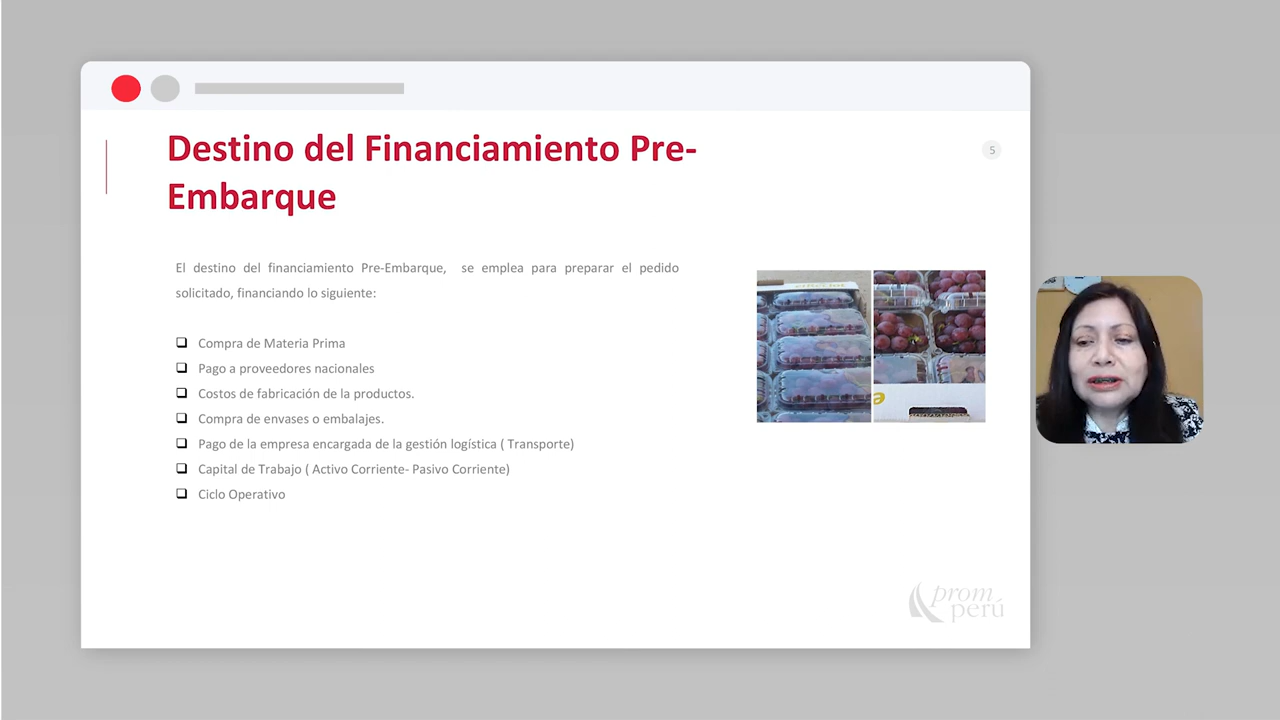 Destino del Financiamiento Pre-
Embarque
5
El destino del financiamiento Pre-Embarque, se emplea para preparar el pedido
solicitado, financiando lo siguiente:
Compra de Materia Prima
Pago a proveedores nacionales
Costos de fabricación de la productos.
Compra de envases o embalajes.
Pago de la empresa encargada de la gestión logística ( Transporte)
Capital de Trabajo ( Activo Corriente- Pasivo Corriente)
Ciclo Operativo
prom
perú